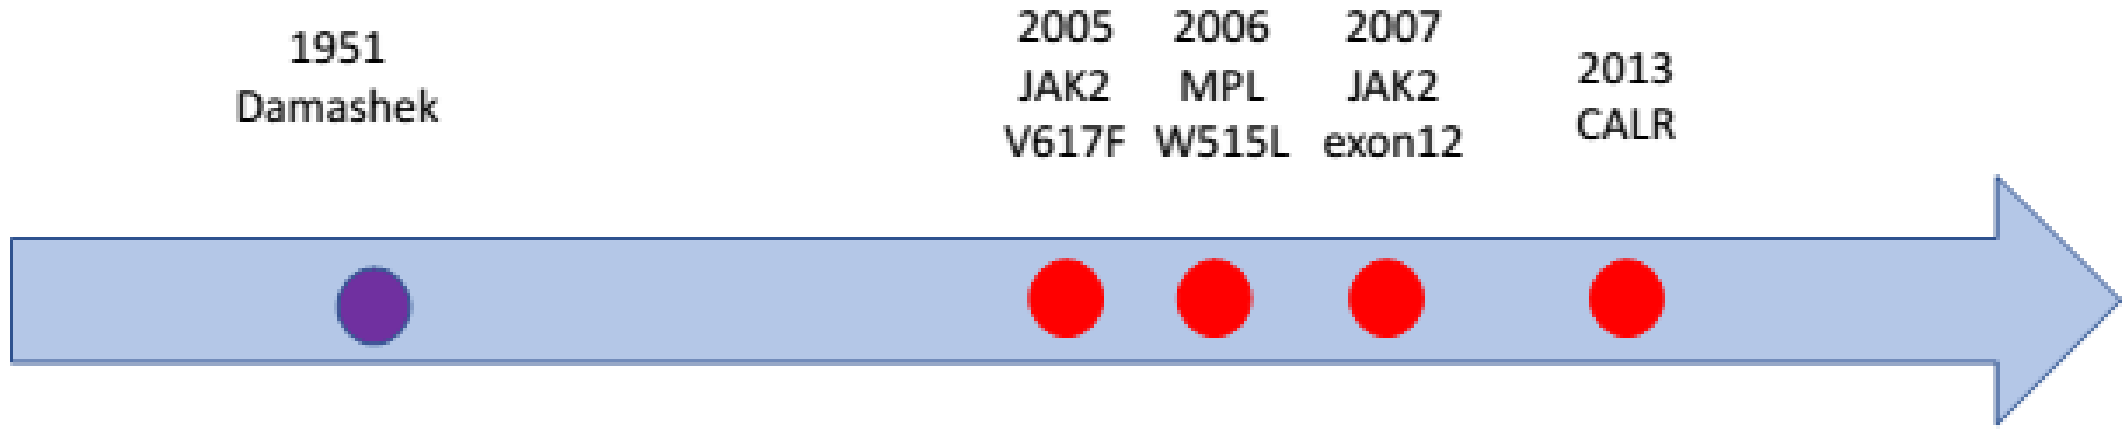 1951
Damashek
2005
JAK2
V617F
2006
MPL
W515L
2007
JAK2
exon12
2013
CALR